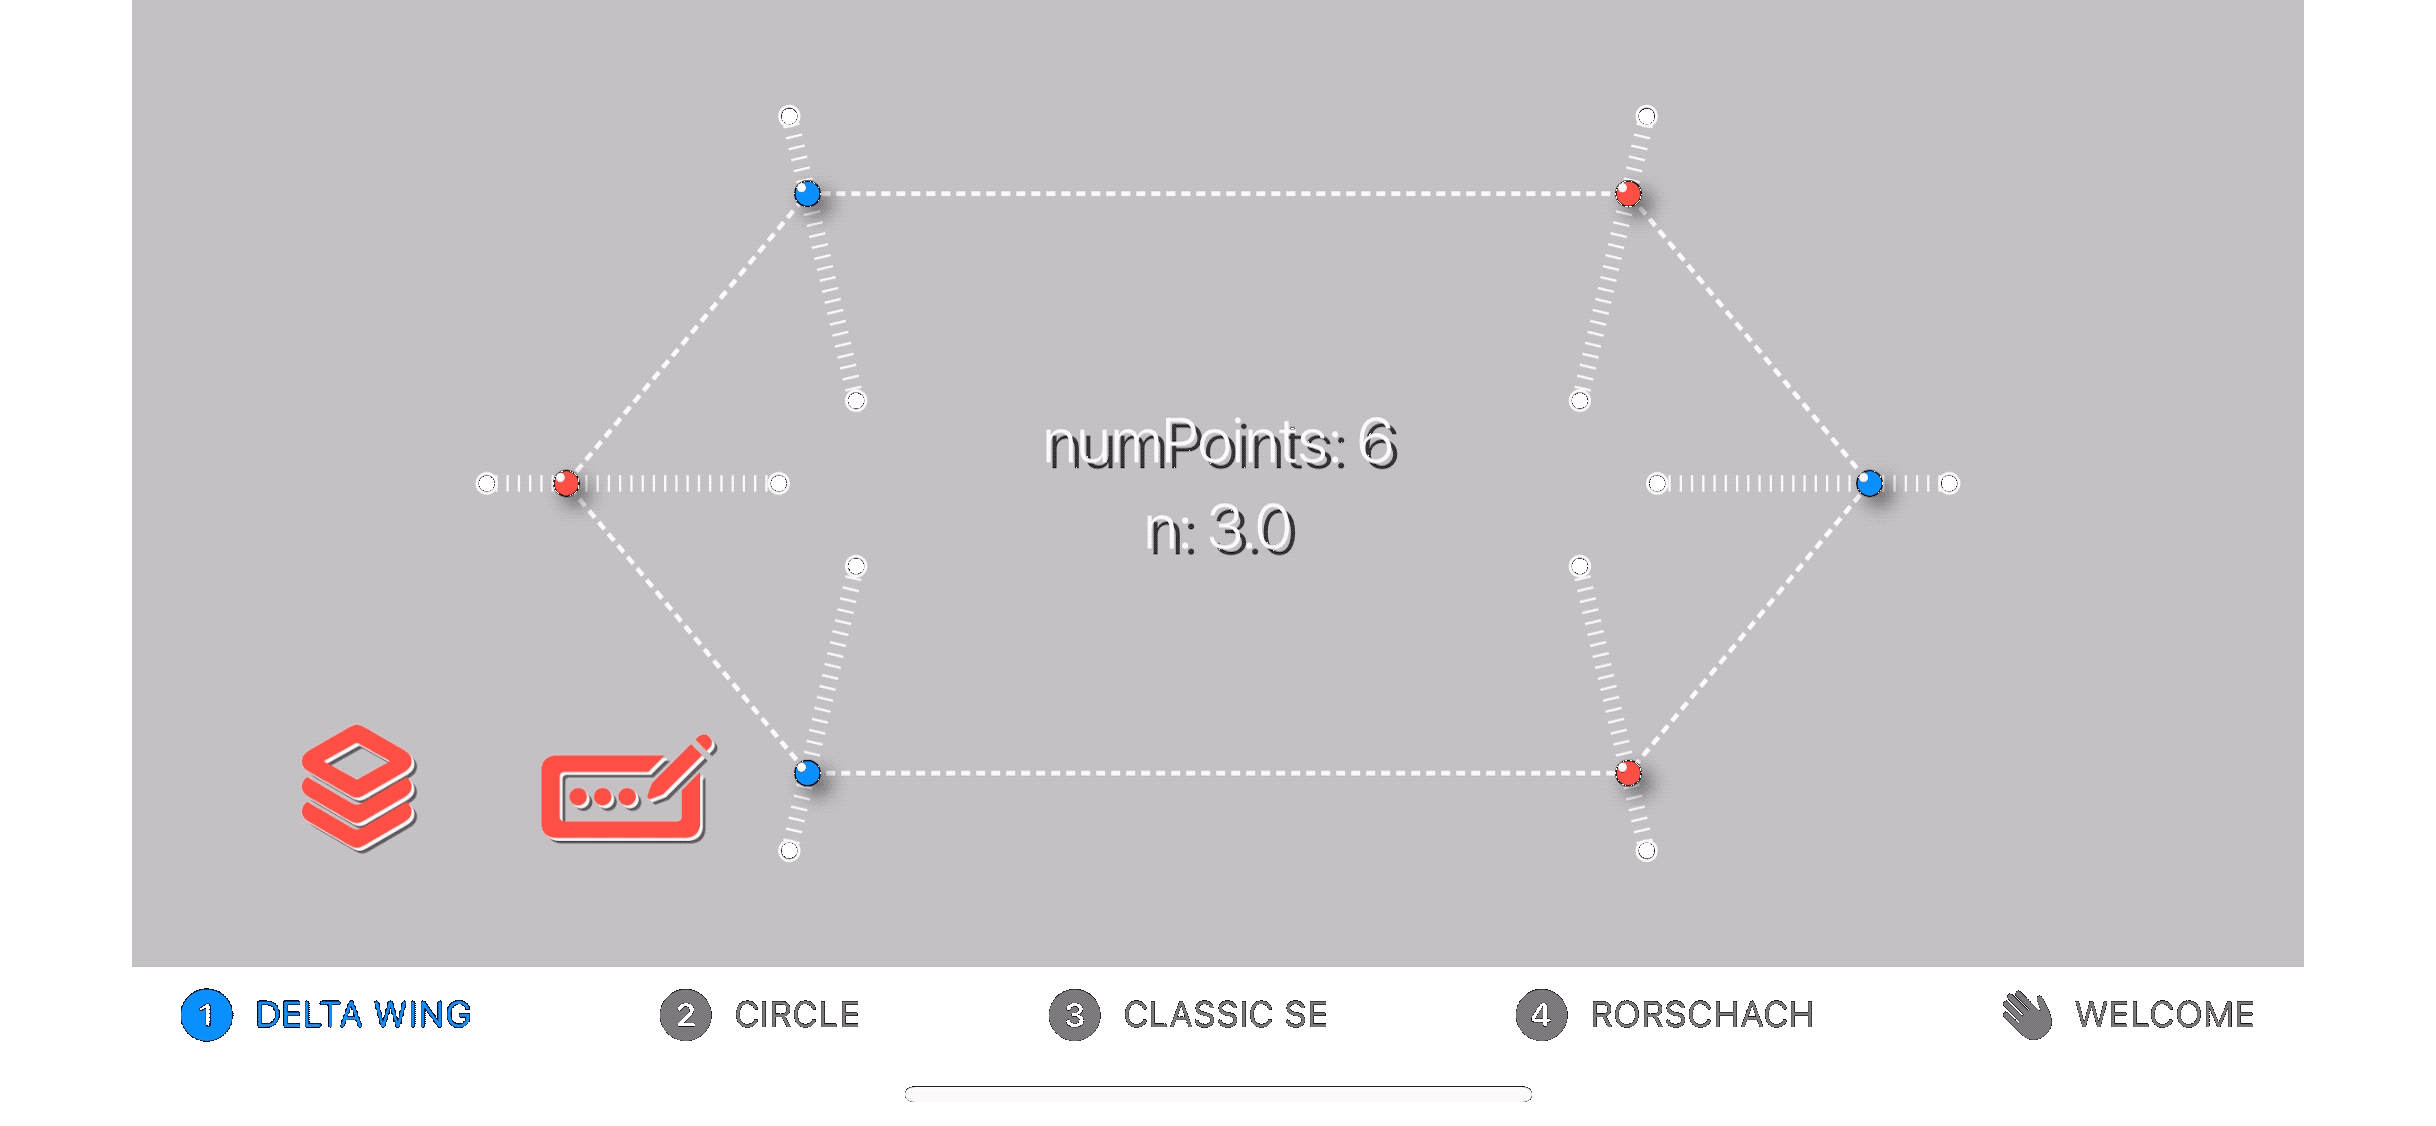 numPoints: 6
n: 3.0
1 DELTA WING
2 CIRCLE
3 CLASSIC SE
4 RORSCHACH
WELCOME